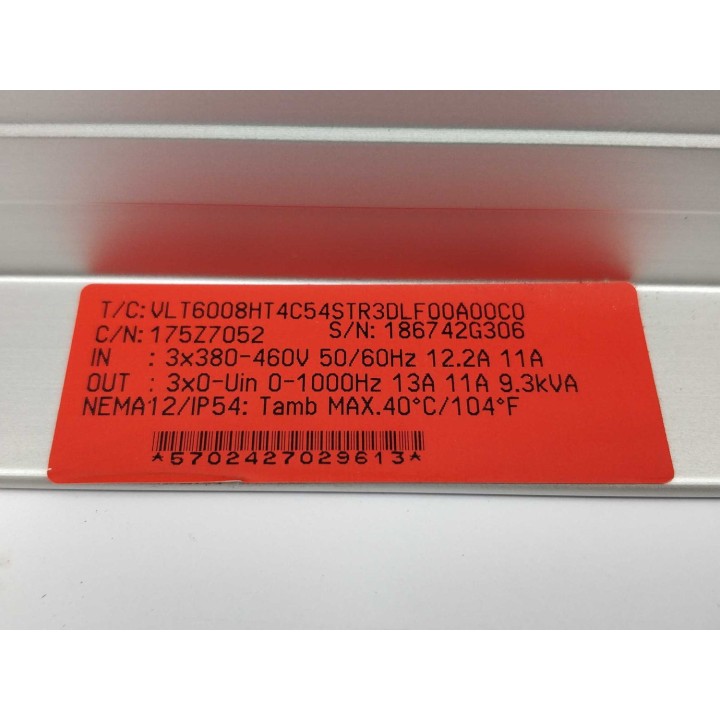 T/C: VLT6008HT4C54STR3DLF00A00C0
C/N: 175Z7052 S/N: 186742G306
IN : 3x380-460V 50/60Hz 12.2A 11A
OUT : 3x0-Uin 0-1000Hz 13A 11A 9.3kVA
NEMA12/IP54: Tamb MAX.40°C/104°F
*5702427029613*